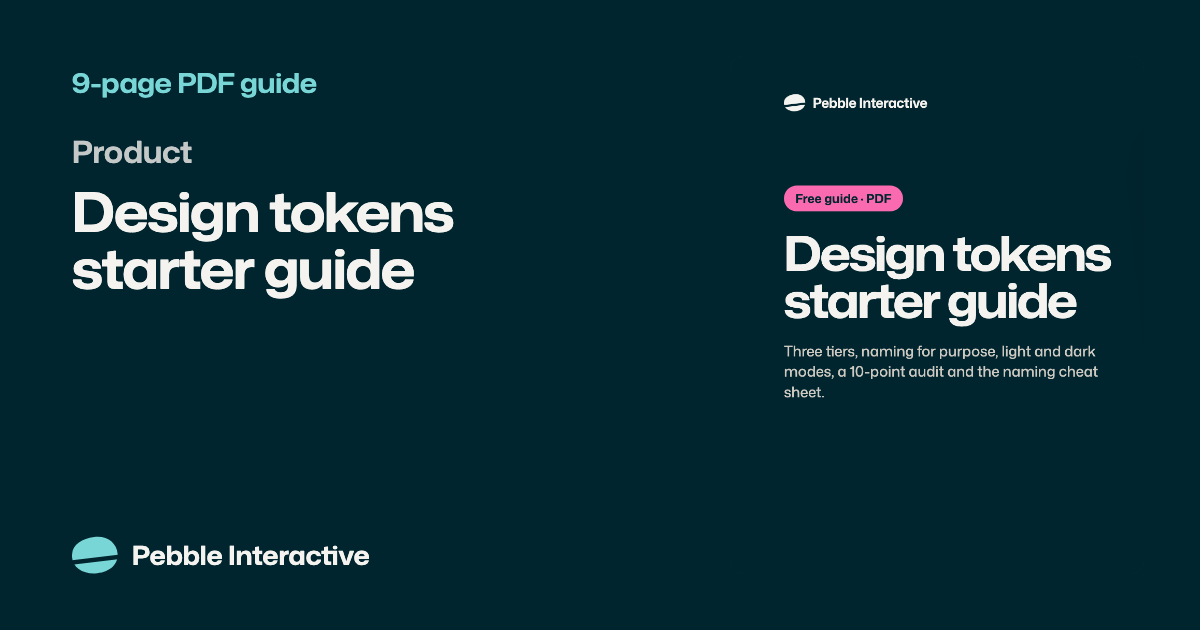 9-page PDF guide
Product
Design tokens
starter guide
Pebble Interactive
Pebble Interactive
Free guide · PDF
Design tokens
starter guide
Three tiers, naming for purpose, light and dark
modes, a 10-point audit and the naming cheat
sheet.